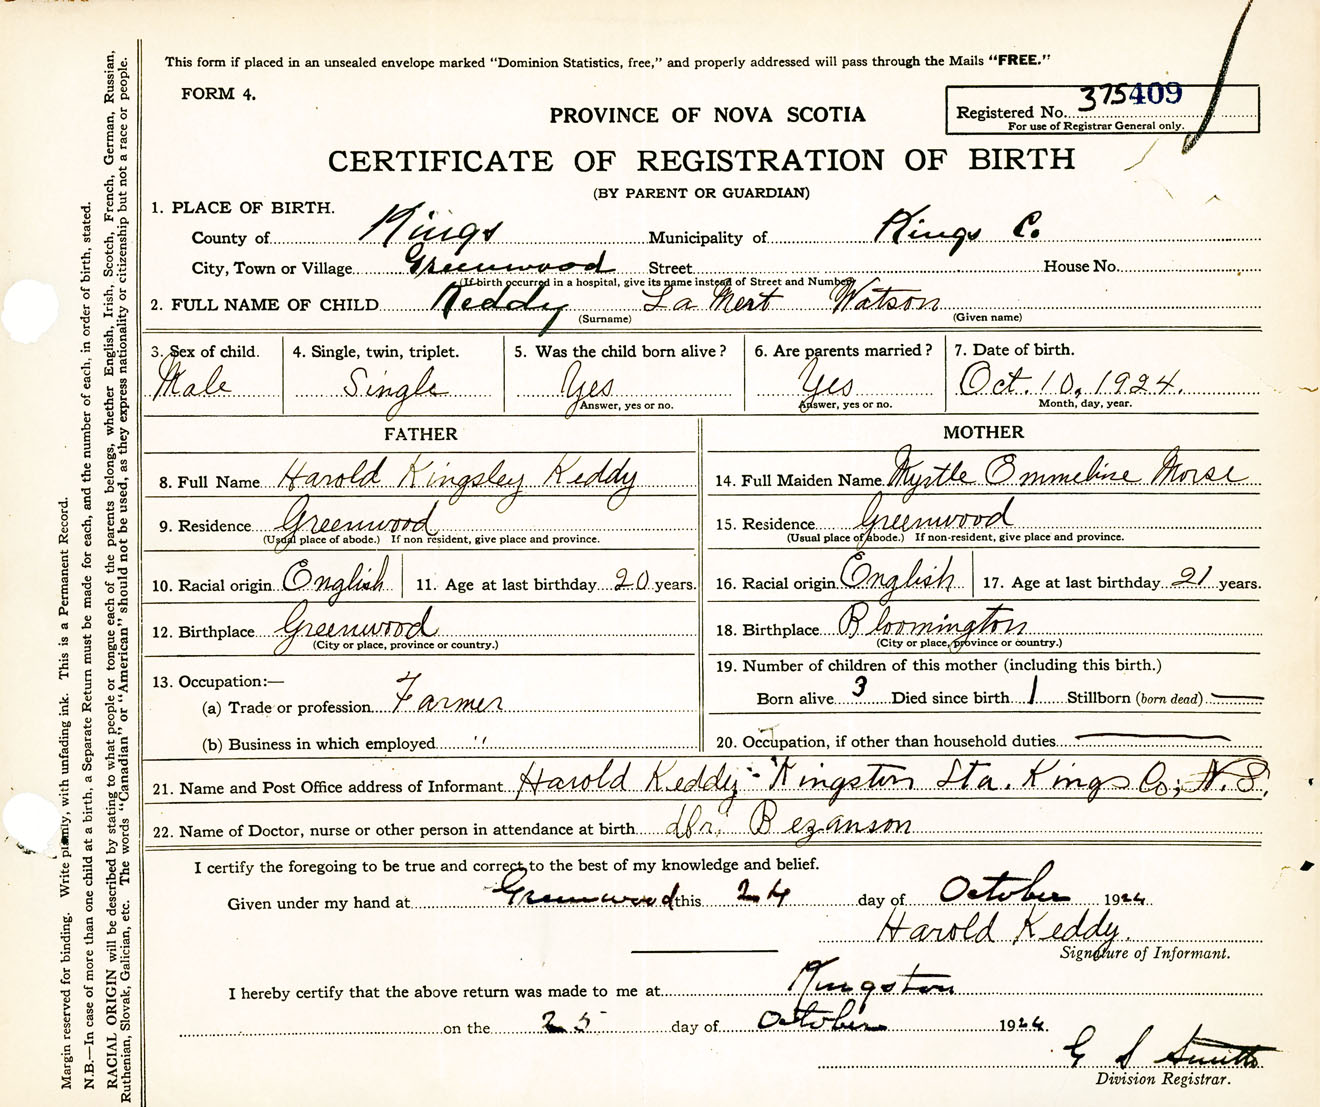 This form if placed in an unsealed envelope marked "Dominion Statistics, free," and properly addressed will pass through the Mails "FREE."
FORM 4.
PROVINCE OF NOVA SCOTIA
Registered No. 375409
For use of Registrar General only.
CERTIFICATE OF REGISTRATION OF BIRTH
(BY PARENT OR GUARDIAN)
1. PLACE OF BIRTH.
County of Kings Municipality of Kings C.
City, Town or Village Greenwood Street House No.
(If birth occurred in a hospital, give its name instead of Street and Number)
2. FULL NAME OF CHILD Keddy La Mert Watson
(Surname) (Given name)
3. Sex of child. 4. Single, twin, triplet. 5. Was the child born alive? 6. Are parents married? 7. Date of birth.
Male Single Yes Yes Oct. 10, 1924.
Answer, yes or no. Answer, yes or no. Month, day, year.
FATHER MOTHER
8. Full Name Harold Kingsley Keddy 14. Full Maiden Name Myrtle Emmeline Morse
9. Residence Greenwood 15. Residence Greenwood
(Usual place of abode.) If non resident, give place and province. (Usual place of abode.) If non-resident, give place and province.
10. Racial origin English 11. Age at last birthday 20 years. 16. Racial origin English 17. Age at last birthday 21 years.
12. Birthplace Greenwood 18. Birthplace Bloomington
(City or place, province or country.) (City or place, province or country.)
13. Occupation:— 19. Number of children of this mother (including this birth.)
(a) Trade or profession Farmer Born alive 3 Died since birth 1 Stillborn (born dead) —
(b) Business in which employed " 20. Occupation, if other than household duties —
21. Name and Post Office address of Informant Harold Keddy - Kingston Sta. Kings Co; N.S.
22. Name of Doctor, nurse or other person in attendance at birth Dr. Bezanson
I certify the foregoing to be true and correct to the best of my knowledge and belief.
Given under my hand at Greenwood this 24 day of October 1924
Harold Keddy.
Signature of Informant.
I hereby certify that the above return was made to me at Kingston
on the 25 day of October 1924
G S Smith
Division Registrar.
Margin reserved for binding. Write plainly, with unfading ink. This is a Permanent Record.
N.B.—In case of more than one child at a birth, a Separate Return must be made for each, and the number of each, in order of birth, stated.
RACIAL ORIGIN will be described by stating to what people or tongue each of the parents belongs, whether English, Irish, Scotch, French, German, Russian,
Ruthenian, Slovak, Galician, etc. The words "Canadian" or "American" should not be used, as they express nationality or citizenship but not a race or people.